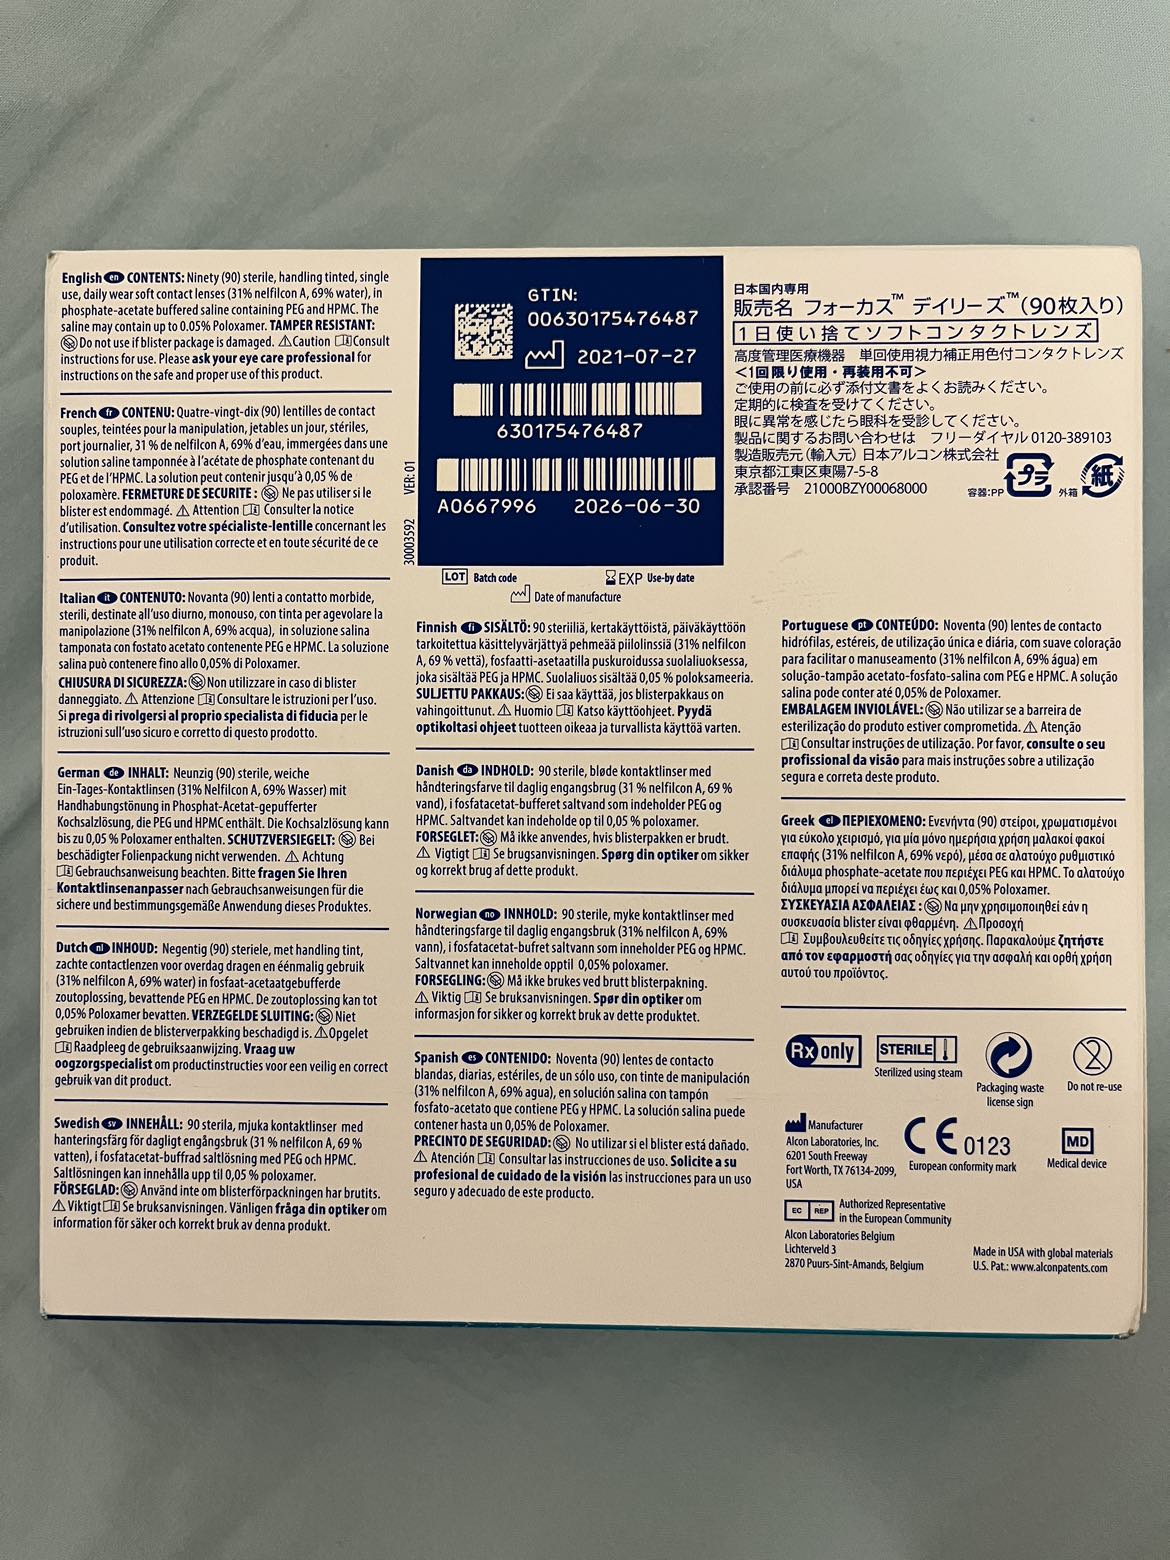 English en CONTENTS: Ninety (90) sterile, handling tinted, single
use, daily wear soft contact lenses (31% nelfilcon A, 69% water), in
phosphate-acetate buffered saline containing PEG and HPMC. The
saline may contain up to 0.05% Poloxamer. TAMPER RESISTANT:
Do not use if blister package is damaged. Caution Consult
instructions for use. Please ask your eye care professional for
instructions on the safe and proper use of this product.
French fr CONTENU: Quatre-vingt-dix (90) lentilles de contact
souples, teintées pour la manipulation, jetables un jour, stériles,
port journalier, 31 % de nelfilcon A, 69% d'eau, immergées dans une
solution saline tamponnée à l'acétate de phosphate contenant du
PEG et de l'HPMC. La solution peut contenir jusqu'à 0,05 % de
poloxamère. FERMETURE DE SECURITE : Ne pas utiliser si le
blister est endommagé. Attention Consulter la notice
d'utilisation. Consultez votre spécialiste-lentille concernant les
instructions pour une utilisation correcte et en toute sécurité de ce
produit.
Italian it CONTENUTO: Novanta (90) lenti a contatto morbide,
sterili, destinate all'uso diurno, monouso, con tinta per agevolare la
manipolazione (31% nelfilcon A, 69% acqua), in soluzione salina
tamponata con fosfato acetato contenente PEG e HPMC. La soluzione
salina può contenere fino allo 0,05% di Poloxamer.
CHIUSURA DI SICUREZZA: Non utilizzare in caso di blister
danneggiato. Attenzione Consultare le istruzioni per l'uso.
Si prega di rivolgersi al proprio specialista di fiducia per le
istruzioni sull'uso sicuro e corretto di questo prodotto.
German de INHALT: Neunzig (90) sterile, weiche
Ein-Tages-Kontaktlinsen (31% Nelfilcon A, 69% Wasser) mit
Handhabungstönung in Phosphat-Acetat-gepufferter
Kochsalzlösung, die PEG und HPMC enthält. Die Kochsalzlösung kann
bis zu 0,05 % Poloxamer enthalten. SCHUTZVERSIEGELT: Bei
beschädigter Folienpackung nicht verwenden. Achtung
Gebrauchsanweisung beachten. Bitte fragen Sie Ihren
Kontaktlinsenanpasser nach Gebrauchsanweisungen für die
sichere und bestimmungsgemäße Anwendung dieses Produktes.
Dutch nl INHOUD: Negentig (90) steriele, met handling tint,
zachte contactlenzen voor overdag dragen en éénmalig gebruik
(31% nelfilcon A, 69% water) in fosfaat-acetaatgebufferde
zoutoplossing, bevattende PEG en HPMC. De zoutoplossing kan tot
0,05% Poloxamer bevatten. VERZEGELDE SLUITING: Niet
gebruiken indien de blisterverpakking beschadigd is. Opgelet
Raadpleeg de gebruiksaanwijzing. Vraag uw
oogzorgspecialist om productinstructies voor een veilig en correct
gebruik van dit product.
Swedish sv INNEHÅLL: 90 sterila, mjuka kontaktlinser med
hanteringsfärg för dagligt engångsbruk (31 % nelfilcon A, 69 %
vatten), i fosfatacetat-buffrad saltlösning med PEG och HPMC.
Saltlösningen kan innehålla upp til 0,05 % poloxamer.
FÖRSEGLAD: Använd inte om blisterförpackningen har brutits.
Viktigt Se bruksanvisningen. Vänligen fråga din optiker om
information för säker och korrekt bruk av denna produkt.
30003592 VER: 01
GTIN:
00630175476487
2021-07-27
630175476487
A0667996 2026-06-30
LOT Batch code EXP Use-by date
Date of manufacture
Finnish fi SISÄLTÖ: 90 steriiliä, kertakäyttöistä, päiväkäyttöön
tarkoitettua käsittelyvärjättyä pehmeää piilolinssiä (31% nelfilcon
A, 69 % vettä), fosfaatti-asetaatilla puskuroidussa suolaliuoksessa,
joka sisältää PEG ja HPMC. Suolaliuos sisältää 0,05 % poloksameeria.
SULJETTU PAKKAUS: Ei saa käyttää, jos blisterpakkaus on
vahingoittunut. Huomio Katso käyttöohjeet. Pyydä
optikoltasi ohjeet tuotteen oikeaa ja turvallista käyttöä varten.
Danish da INDHOLD: 90 sterile, bløde kontaktlinser med
håndteringsfarve til daglig engangsbrug (31 % nelfilcon A, 69 %
vand), i fosfatacetat-bufferet saltvand som indeholder PEG og
HPMC. Saltvandet kan indeholde op til 0,05 % poloxamer.
FORSEGLET: Må ikke anvendes, hvis blisterpakken er brudt.
Vigtigt Se brugsanvisningen. Spørg din optiker om sikker
og korrekt brug af dette produkt.
Norwegian no INNHOLD: 90 sterile, myke kontaktlinser med
håndteringsfarge til daglig engangsbruk (31% nelfilcon A, 69%
vann), i fosfatacetat-bufret saltvann som inneholder PEG og HPMC.
Saltvannet kan inneholde opptil 0,05% poloxamer.
FORSEGLING: Må ikke brukes ved brutt blisterpakning.
Viktig Se bruksanvisningen. Spør din optiker om
informasjon for sikker og korrekt bruk av dette produktet.
Spanish es CONTENIDO: Noventa (90) lentes de contacto
blandas, diarias, estériles, de un sólo uso, con tinte de manipulación
(31% nelfilcon A, 69% agua), en solución salina con tampón
fosfato-acetato que contiene PEG y HPMC. La solución salina puede
contener hasta un 0,05% de Poloxamer.
PRECINTO DE SEGURIDAD: No utilizar si el blister está dañado.
Atención Consultar las instrucciones de uso. Solicite a su
profesional de cuidado de la visión las instrucciones para un uso
seguro y adecuado de este producto.
日本国内専用
販売名 フォーカス™ デイリーズ™(90枚入り)
1日使い捨てソフトコンタクトレンズ
高度管理医療機器 単回使用視力補正用色付コンタクトレンズ
<1回限り使用・再装用不可>
ご使用の前に必ず添付文書をよくお読みください。
定期的に検査を受けてください。
眼に異常を感じたら眼科を受診してください。
製品に関するお問い合わせは フリーダイヤル 0120-389103
製造販売元(輸入元)日本アルコン株式会社
東京都江東区東陽7-5-8
承認番号 21000BZY00068000
容器:PP プラ 外箱 紙
Portuguese pt CONTEÚDO: Noventa (90) lentes de contacto
hidrófilas, estéreis, de utilização única e diária, com suave coloração
para facilitar o manuseamento (31% nelfilcon A, 69% água) em
solução-tampão acetato-fosfato-salina com PEG e HPMC. A solução
salina pode conter até 0,05% de Poloxamer.
EMBALAGEM INVIOLÁVEL: Não utilizar se a barreira de
esterilização do produto estiver comprometida. Atenção
Consultar instruções de utilização. Por favor, consulte o seu
profissional da visão para mais instruções sobre a utilização
segura e correta deste produto.
Greek el ΠΕΡΙΕΧΟΜΕΝΟ: Ενενήντα (90) στείροι, χρωματισμένοι
για εύκολο χειρισμό, για μία μόνο ημερήσια χρήση μαλακοί φακοί
επαφής (31% nelfilcon A, 69% νερό), μέσα σε αλατούχο ρυθμιστικό
διάλυμα phosphate-acetate που περιέχει PEG και HPMC. Το αλατούχο
διάλυμα μπορεί να περιέχει έως και 0,05% Poloxamer.
ΣΥΣΚΕΥΑΣΙΑ ΑΣΦΑΛΕΙΑΣ : Να μην χρησιμοποιηθεί εάν η
συσκευασία blister είναι φθαρμένη. Προσοχή
Συμβουλευθείτε τις οδηγίες χρήσης. Παρακαλούμε ζητήστε
από τον εφαρμοστή σας οδηγίες για την ασφαλή και ορθή χρήση
αυτού του προϊόντος.
Rx only STERILE 2
Sterilized using steam
Packaging waste
license sign
Do not re-use
Manufacturer
Alcon Laboratories, Inc.
6201 South Freeway
Fort Worth, TX 76134-2099,
USA
CE 0123
European conformity mark
MD
Medical device
EC REP Authorized Representative
in the European Community
Alcon Laboratories Belgium
Lichterveld 3
2870 Puurs-Sint-Amands, Belgium
Made in USA with global materials
U.S. Pat.: www.alconpatents.com